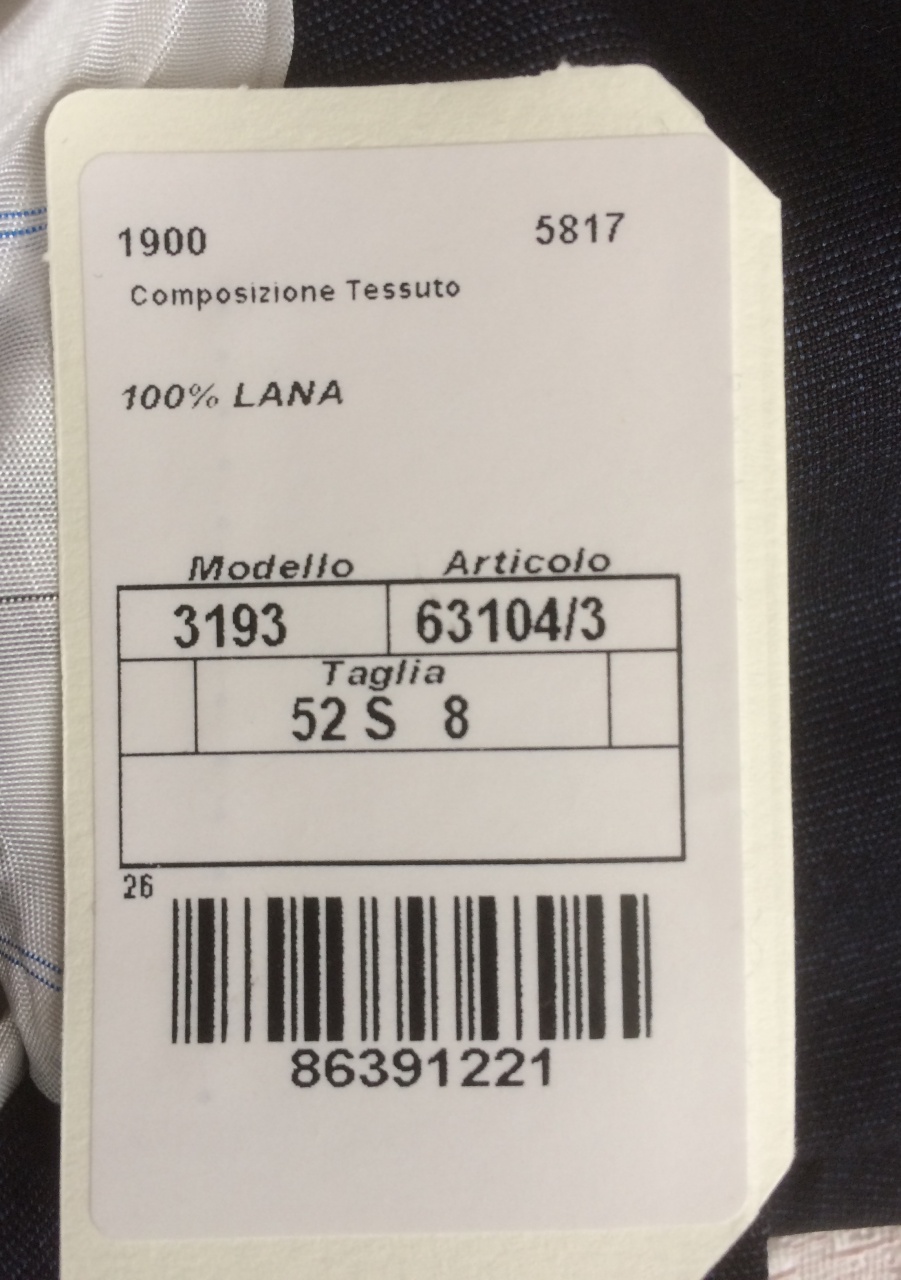 1900 5817
Composizione Tessuto
100% LANA
Modello Articolo
3193 63104/3
Taglia
52 S 8
26
86391221